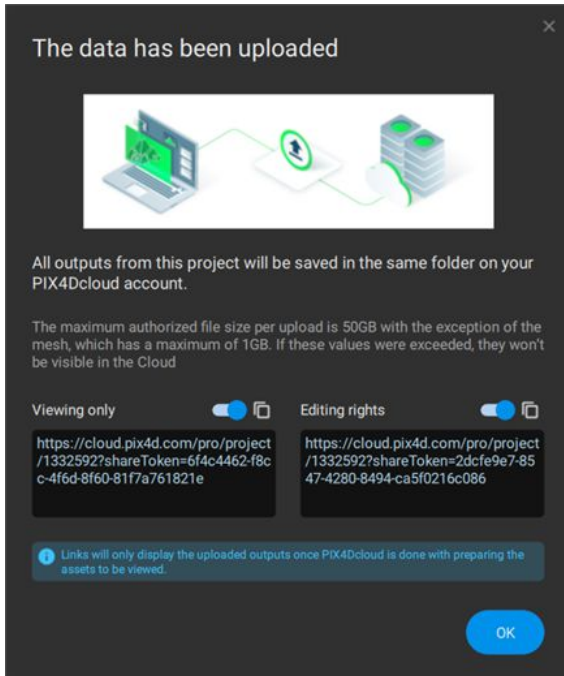 The data has been uploaded
All outputs from this project will be saved in the same folder on your
PIX4Dcloud account.
The maximum authorized file size per upload is 50GB with the exception of the
mesh, which has a maximum of 1GB. If these values were exceeded, they won't
be visible in the Cloud
Viewing only
https://cloud.pix4d.com/pro/project
/1332592?shareToken=6f4c4462-f8c
c-4f6d-8f60-81f7a761821e
Editing rights
https://cloud.pix4d.com/pro/project
/1332592?shareToken=2dcfe9e7-85
47-4280-8494-ca5f0216c086
Links will only display the uploaded outputs once PIX4Dcloud is done with preparing the
assets to be viewed.
OK